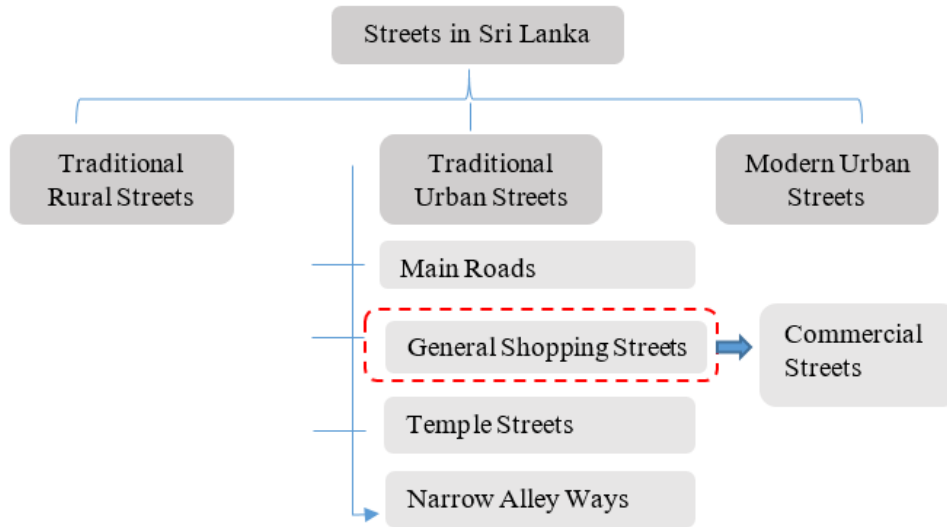 Streets in Sri Lanka
Traditional
Rural Streets
Traditional
Urban Streets
Modern Urban
Streets
Main Roads
General Shopping Streets
Commercial
Streets
Temple Streets
Narrow Alley Ways